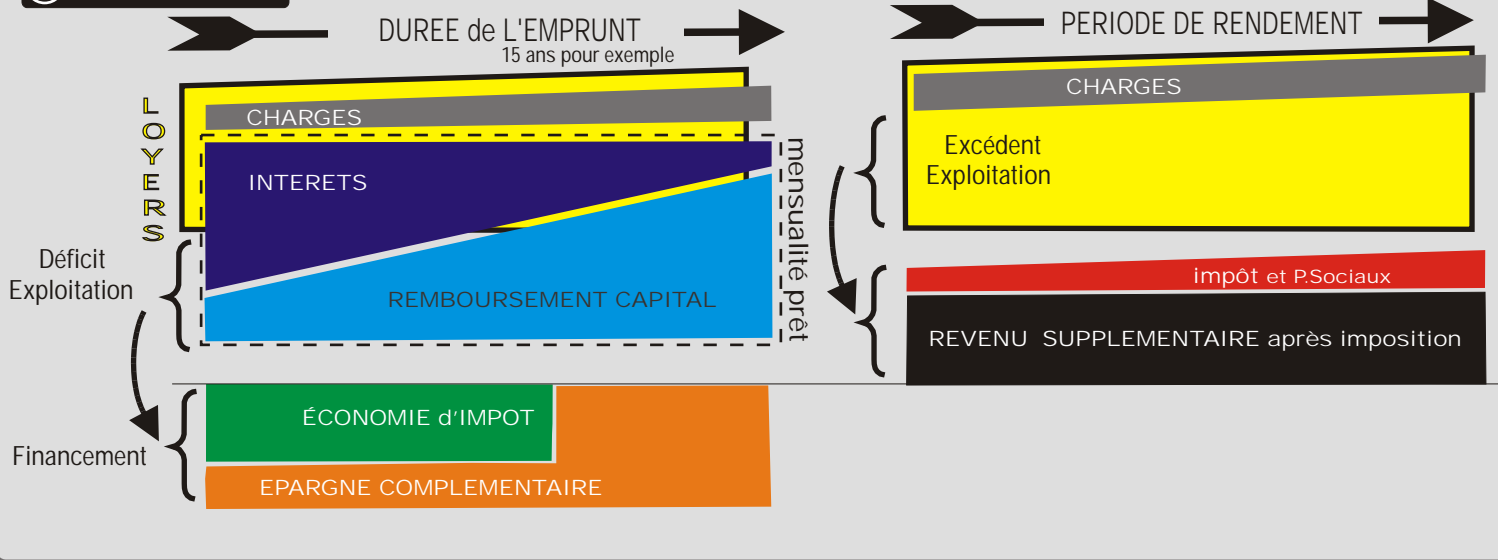 DUREE de L'EMPRUNT
15 ans pour exemple
PERIODE DE RENDEMENT
LOYERS
CHARGES
INTERETS
REMBOURSEMENT CAPITAL
mensualité prêt
Déficit
Exploitation
ÉCONOMIE d'IMPOT
EPARGNE COMPLEMENTAIRE
Financement
CHARGES
Excédent
Exploitation
impôt et P.Sociaux
REVENU SUPPLEMENTAIRE après imposition